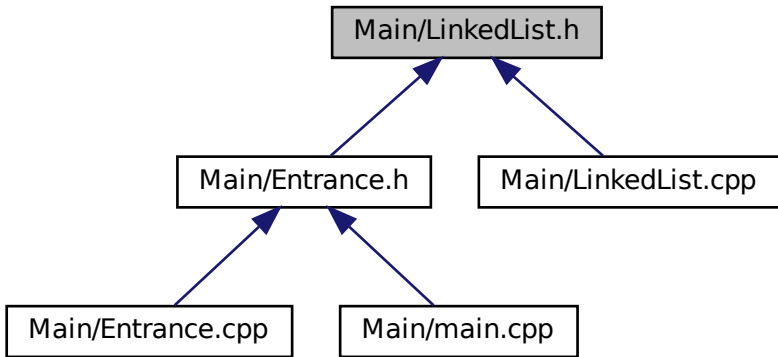 Main/LinkedList.h
Main/Entrance.h
Main/LinkedList.cpp
Main/Entrance.cpp
Main/main.cpp